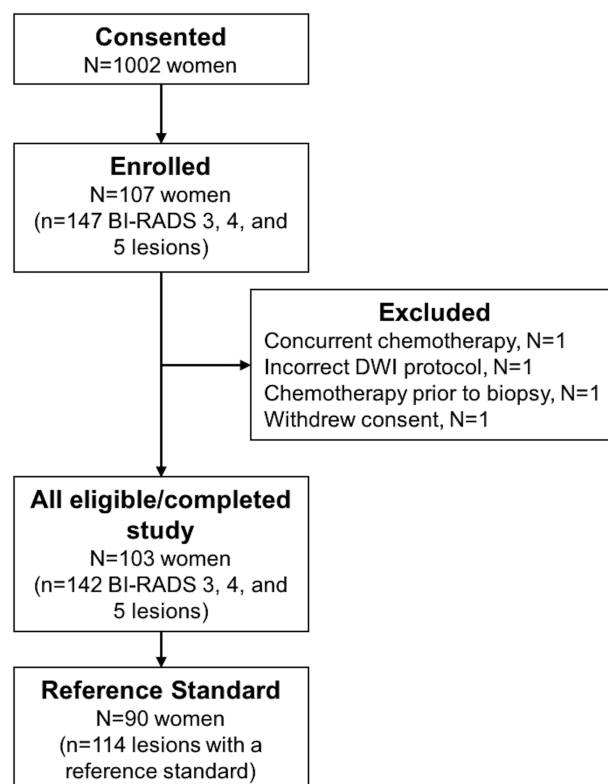 Consented
N=1002 women
Enrolled
N=107 women
(n=147 BI-RADS 3, 4, and
5 lesions)
Excluded
Concurrent chemotherapy, N=1
Incorrect DWI protocol, N=1
Chemotherapy prior to biopsy, N=1
Withdrew consent, N=1
All eligible/completed
study
N=103 women
(n=142 BI-RADS 3, 4, and
5 lesions)
Reference Standard
N=90 women
(n=114 lesions with a
reference standard)